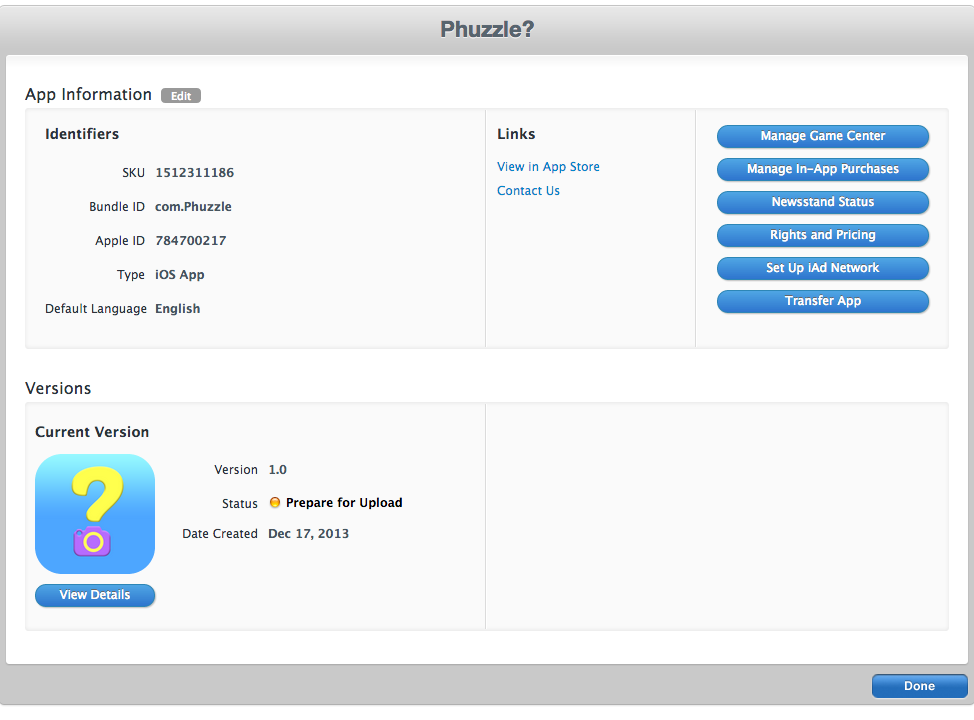 Phuzzle?
App Information Edit
Identifiers
SKU 1512311186
Bundle ID com.Phuzzle
Apple ID 784700217
Type iOS App
Default Language English
Links
View in App Store
Contact Us
Manage Game Center
Manage In-App Purchases
Newsstand Status
Rights and Pricing
Set Up iAd Network
Transfer App
Versions
Current Version
?
Version 1.0
Status Prepare for Upload
Date Created Dec 17, 2013
View Details
Done